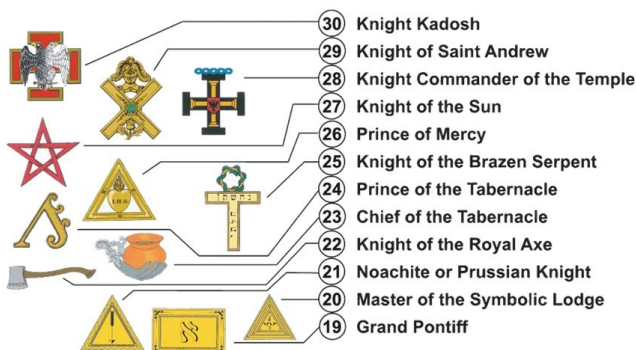 30 Knight Kadosh
29 Knight of Saint Andrew
28 Knight Commander of the Temple
27 Knight of the Sun
26 Prince of Mercy
25 Knight of the Brazen Serpent
24 Prince of the Tabernacle
23 Chief of the Tabernacle
22 Knight of the Royal Axe
21 Noachite or Prussian Knight
20 Master of the Symbolic Lodge
19 Grand Pontiff
I.H.S.
נחשתן
א